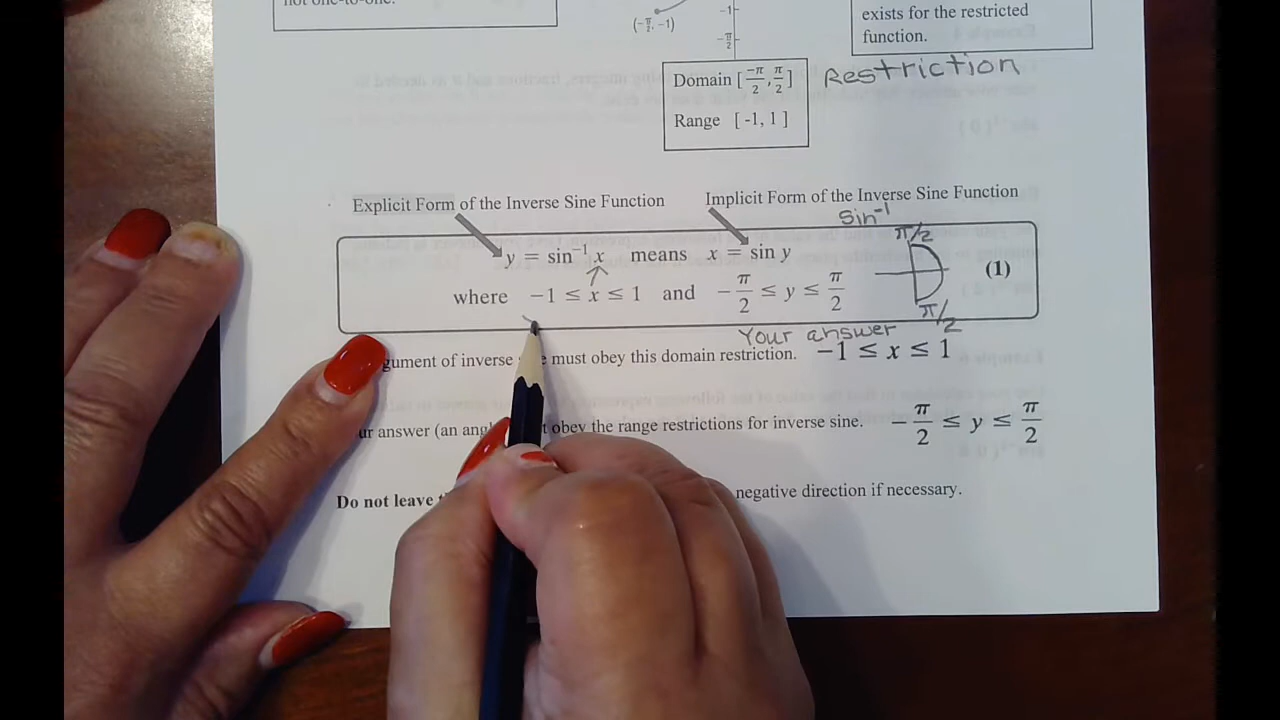 not one-to-one.
(-π/2, -1)
-1
-π/2
exists for the restricted
function.
Domain [-π/2, π/2]
Restriction
Range [ -1, 1 ]
Explicit Form of the Inverse Sine Function
Implicit Form of the Inverse Sine Function
Sin⁻¹
π/2
y = sin⁻¹ x means x = sin y
(1)
where -1 ≤ x ≤ 1 and -π/2 ≤ y ≤ π/2
π/2
Your answer
gument of inverse must obey this domain restriction. -1 ≤ x ≤ 1
ur answer (an obey the range restrictions for inverse sine. -π/2 ≤ y ≤ π/2
Do not leave negative direction if necessary.